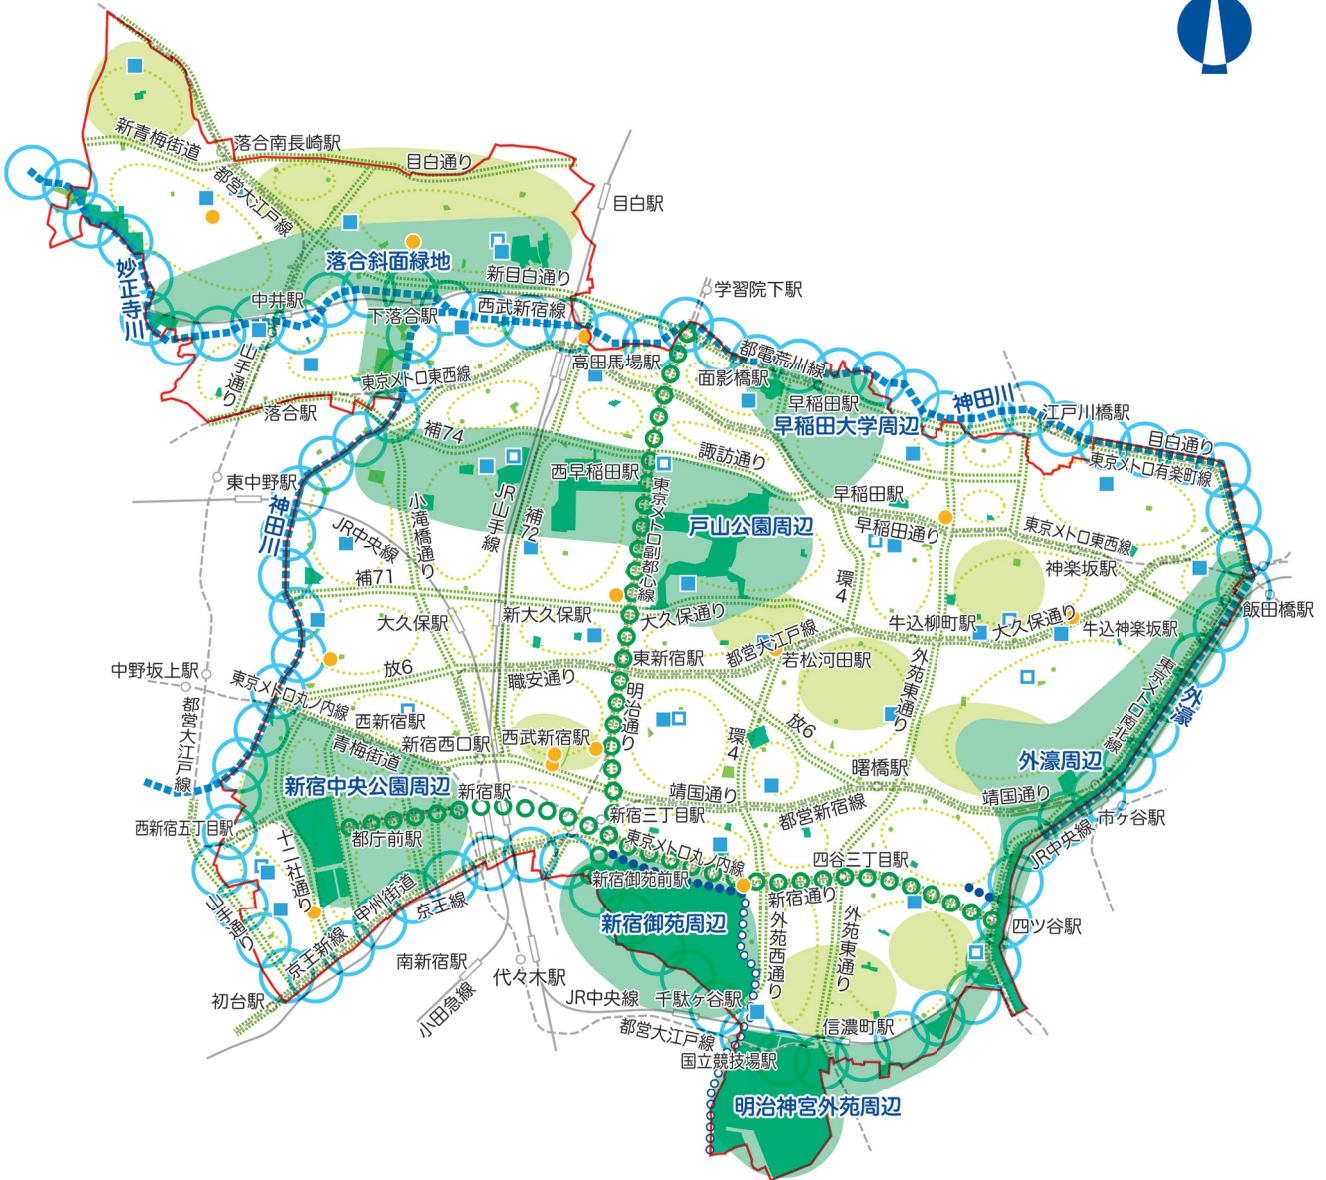 新青梅街道
落合南長崎駅
目白通り
都営大江戸線
目白駅
落合斜面緑地
新目白通り
妙正寺川
中井駅
下落合駅
西武新宿線
学習院下駅
山手通り
東京メトロ東西線
高田馬場駅
面影橋駅
都電荒川線
早稲田駅
神田川
江戸川橋駅
早稲田大学周辺
目白通り
落合駅
補74
諏訪通り
東京メトロ有楽町線
東中野駅
西早稲田駅
早稲田駅
神田川
JR中央線
小滝橋通り
JR山手線
補72
東京メトロ副都心線
戸山公園周辺
早稲田通り
東京メトロ東西線
神楽坂駅
補71
環4
飯田橋駅
大久保駅
新大久保駅
大久保通り
牛込柳町駅
大久保通り
牛込神楽坂駅
都営大江戸線
若松河田駅
東新宿駅
中野坂上駅
放6
職安通り
外苑東通り
東京メトロ南北線
外濠
東京メトロ丸ノ内線
都営大江戸線
西新宿駅
明治通り
放6
環4
青梅街道
新宿西口駅
西武新宿駅
曙橋駅
外濠周辺
新宿中央公園周辺
新宿駅
靖国通り
都営新宿線
靖国通り
市ヶ谷駅
西新宿五丁目駅
都庁前駅
新宿三丁目駅
十二社通り
東京メトロ丸ノ内線
四谷三丁目駅
JR中央線
新宿御苑前駅
新宿通り
山手通り
甲州街道
京王線
新宿御苑周辺
外苑西通り
外苑東通り
四ツ谷駅
京王新線
南新宿駅
代々木駅
初台駅
小田急線
JR中央線
千駄ヶ谷駅
都営大江戸線
信濃町駅
国立競技場駅
明治神宮外苑周辺